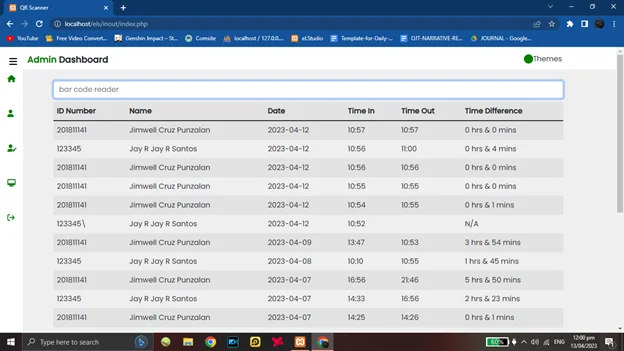 QR Scanner
localhost/els/inout/index.php
YouTube Free Video Convert... Genshin Impact – St... Comsite localhost / 127.0.0.... el.Studio Template-for-Daily-... OJT-NARRATIVE-RE... JOURNAL - Google...
Admin Dashboard Themes
bar code reader
ID Number Name Date Time In Time Out Time Difference
201811141 Jimwell Cruz Punzalan 2023-04-12 10:57 10:57 0 hrs & 0 mins
123345 Jay R Jay R Santos 2023-04-12 10:56 11:00 0 hrs & 4 mins
201811141 Jimwell Cruz Punzalan 2023-04-12 10:56 10:56 0 hrs & 0 mins
201811141 Jimwell Cruz Punzalan 2023-04-12 10:55 10:55 0 hrs & 0 mins
201811141 Jimwell Cruz Punzalan 2023-04-12 10:54 10:55 0 hrs & 1 mins
123345\ Jay R Jay R Santos 2023-04-12 10:52 N/A
201811141 Jimwell Cruz Punzalan 2023-04-09 13:47 10:53 3 hrs & 54 mins
123345 Jay R Jay R Santos 2023-04-08 10:10 10:55 1 hrs & 45 mins
201811141 Jimwell Cruz Punzalan 2023-04-07 16:56 21:46 5 hrs & 50 mins
123345 Jay R Jay R Santos 2023-04-07 14:33 16:56 2 hrs & 23 mins
201811141 Jimwell Cruz Punzalan 2023-04-07 14:25 14:26 0 hrs & 1 mins
Type here to search 60% ENG 12:00 pm
13/04/2023